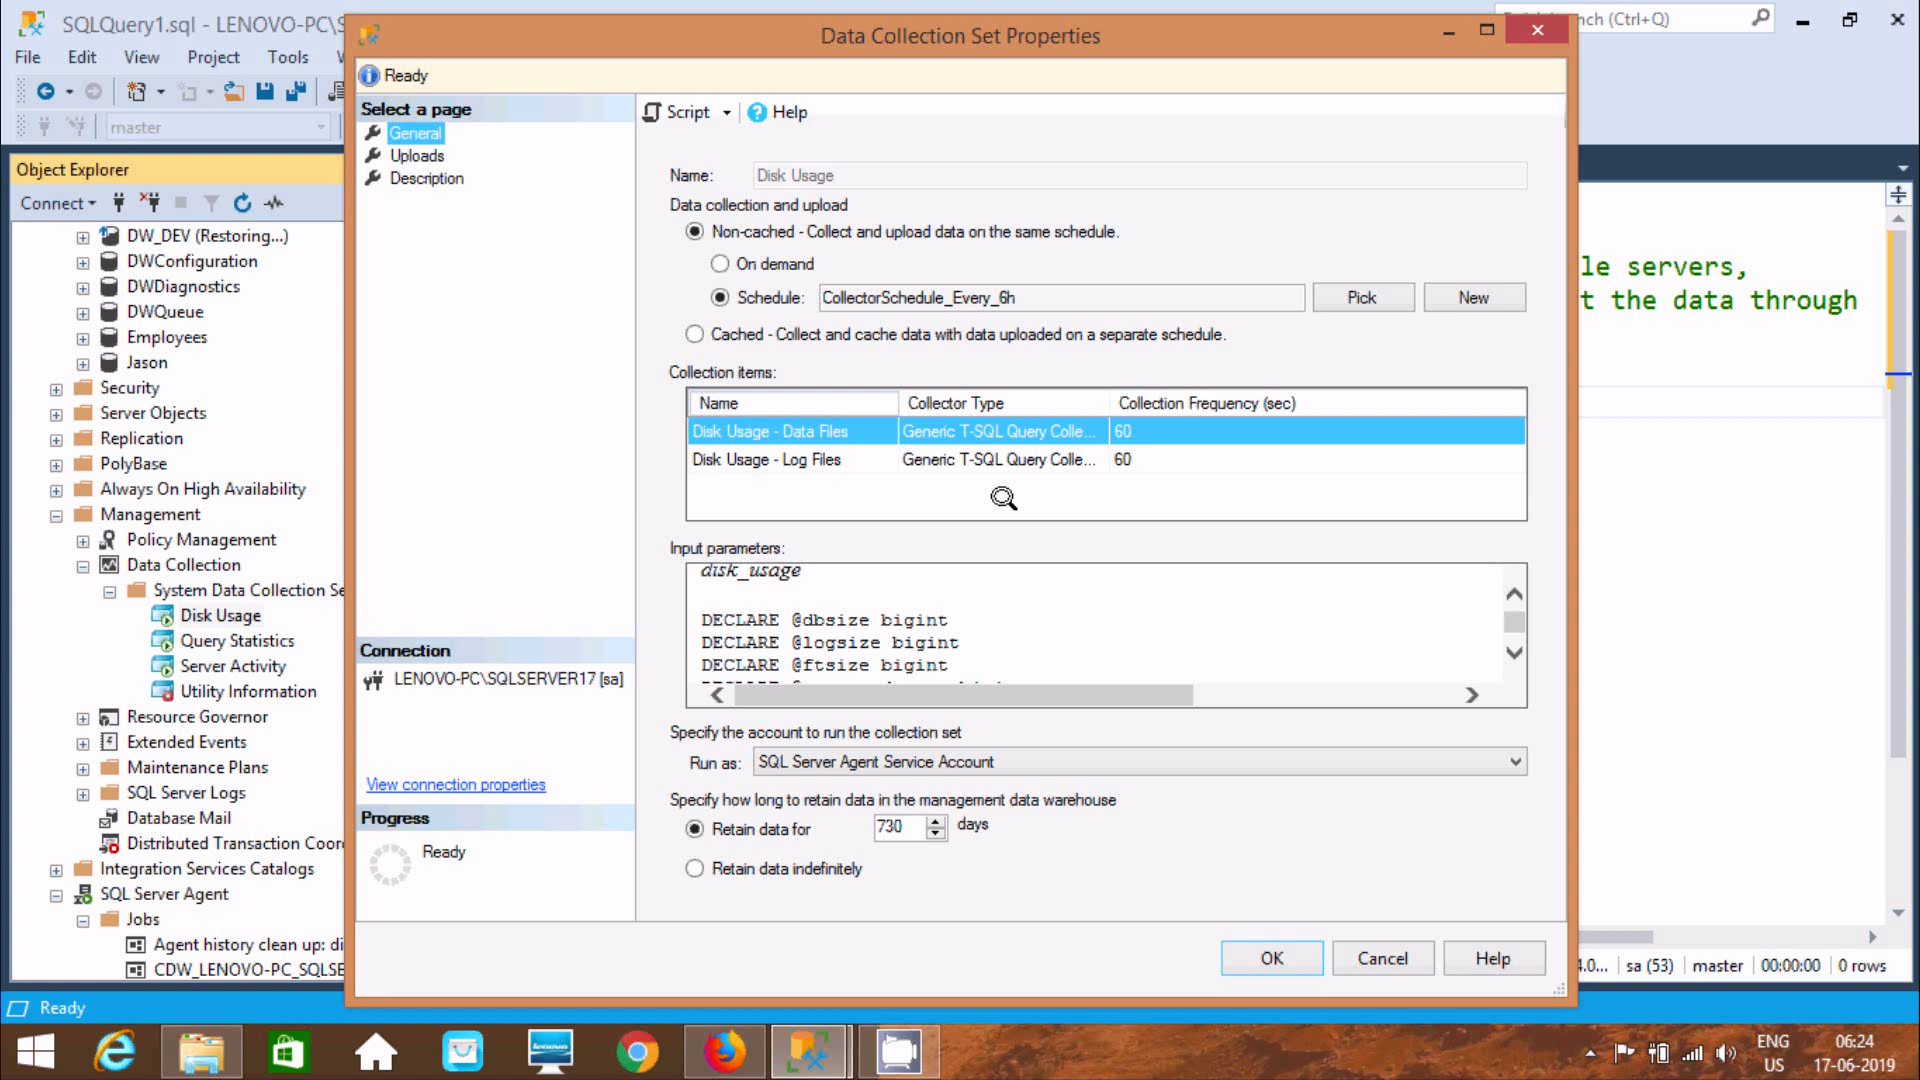 SQLQuery1.sql - LENOVO-PC\S
nch (Ctrl+Q)
File Edit View Project Tools
master
Object Explorer
Connect
DW_DEV (Restoring...)
DWConfiguration
DWDiagnostics
DWQueue
Employees
Jason
Security
Server Objects
Replication
PolyBase
Always On High Availability
Management
Policy Management
Data Collection
System Data Collection Se
Disk Usage
Query Statistics
Server Activity
Utility Information
Resource Governor
Extended Events
Maintenance Plans
SQL Server Logs
Database Mail
Distributed Transaction Coor
Integration Services Catalogs
SQL Server Agent
Jobs
Agent history clean up: di
CDW_LENOVO-PC_SQLSE
Data Collection Set Properties
Ready
Select a page
General
Uploads
Description
Connection
LENOVO-PC\SQLSERVER17 [sa]
View connection properties
Progress
Ready
Script Help
Name: Disk Usage
Data collection and upload
Non-cached - Collect and upload data on the same schedule.
On demand
Schedule: CollectorSchedule_Every_6h Pick New
Cached - Collect and cache data with data uploaded on a separate schedule.
Collection items:
Name Collector Type Collection Frequency (sec)
Disk Usage - Data Files Generic T-SQL Query Colle... 60
Disk Usage - Log Files Generic T-SQL Query Colle... 60
Input parameters:
disk_usage
DECLARE @dbsize bigint
DECLARE @logsize bigint
DECLARE @ftsize bigint
Specify the account to run the collection set
Run as: SQL Server Agent Service Account
Specify how long to retain data in the management data warehouse
Retain data for 730 days
Retain data indefinitely
OK Cancel Help
le servers,
t the data through
4.0... sa (53) master 00:00:00 0 rows
Ready
lenovo
ENG
US
06:24
17-06-2019